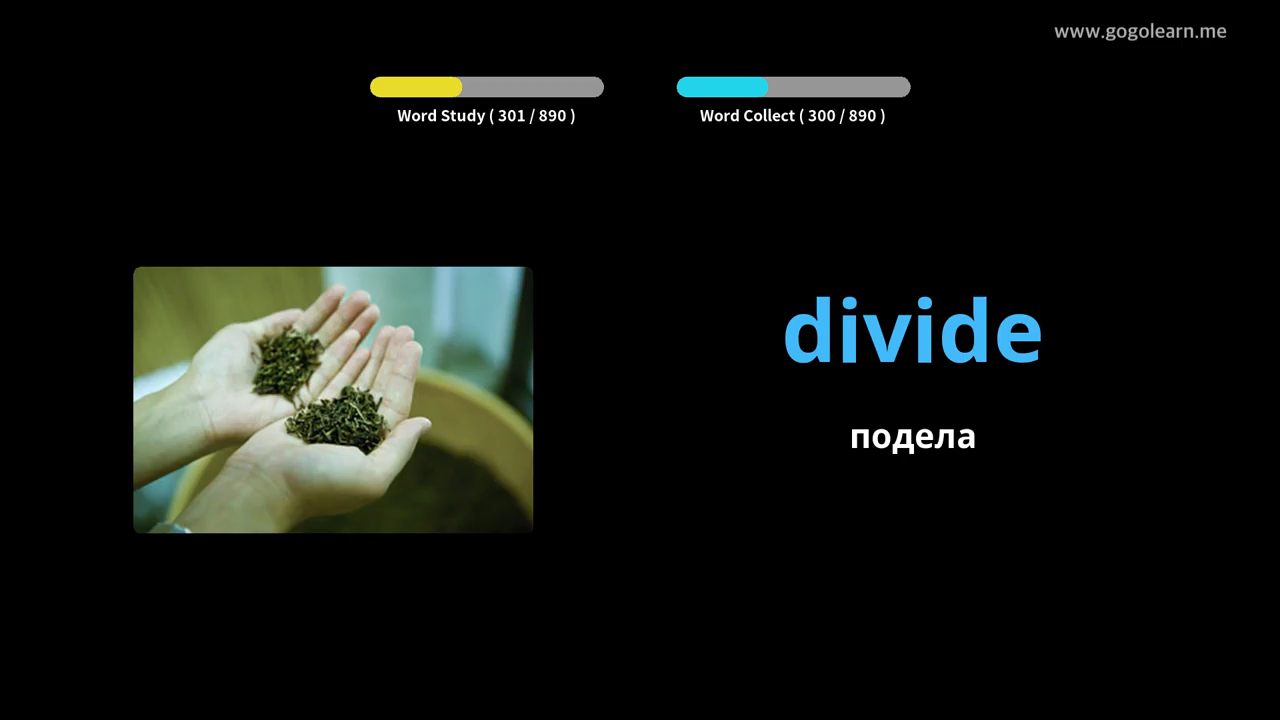 www.gogolearn.me
Word Study ( 301 / 890 )
Word Collect ( 300 / 890 )
divide
подела